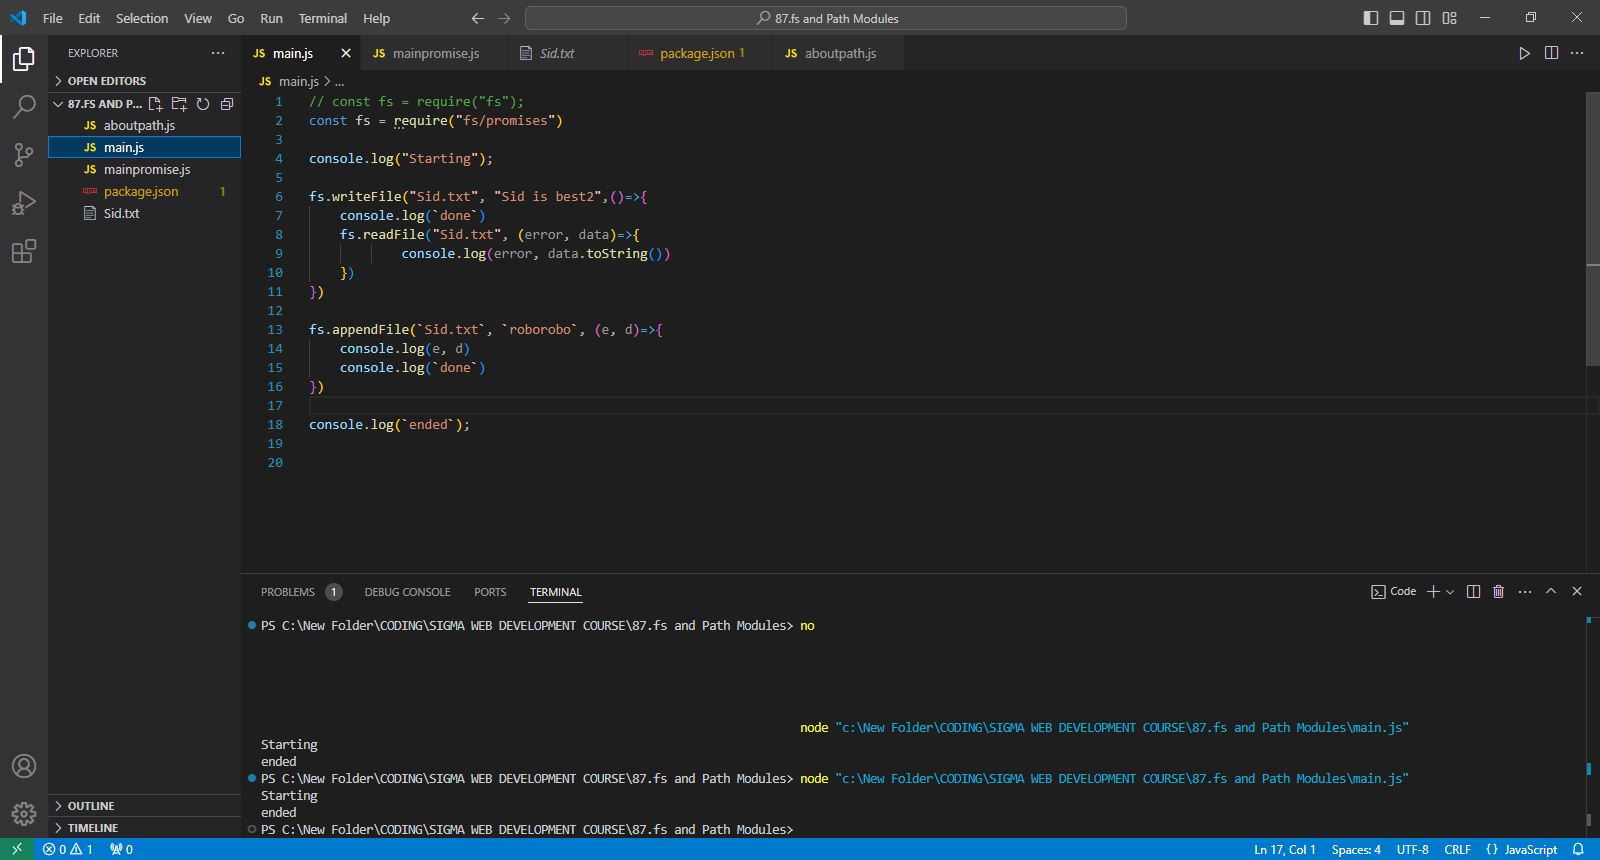 File Edit Selection View Go Run Terminal Help
87.fs and Path Modules
EXPLORER
OPEN EDITORS
87.FS AND P...
JS aboutpath.js
JS main.js
JS mainpromise.js
package.json 1
Sid.txt
OUTLINE
TIMELINE
JS main.js
JS mainpromise.js
Sid.txt
package.json 1
JS aboutpath.js
JS main.js > ...
1 // const fs = require("fs");
2 const fs = require("fs/promises")
3
4 console.log("Starting");
5
6 fs.writeFile("Sid.txt", "Sid is best2",()=>{
7 console.log(`done`)
8 fs.readFile("Sid.txt", (error, data)=>{
9 console.log(error, data.toString())
10 })
11 })
12
13 fs.appendFile(`Sid.txt`, `roborobo`, (e, d)=>{
14 console.log(e, d)
15 console.log(`done`)
16 })
17
18 console.log(`ended`);
19
20
PROBLEMS 1 DEBUG CONSOLE PORTS TERMINAL
Code
PS C:\New Folder\CODING\SIGMA WEB DEVELOPMENT COURSE\87.fs and Path Modules> no
node "c:\New Folder\CODING\SIGMA WEB DEVELOPMENT COURSE\87.fs and Path Modules\main.js"
Starting
ended
PS C:\New Folder\CODING\SIGMA WEB DEVELOPMENT COURSE\87.fs and Path Modules> node "c:\New Folder\CODING\SIGMA WEB DEVELOPMENT COURSE\87.fs and Path Modules\main.js"
Starting
ended
PS C:\New Folder\CODING\SIGMA WEB DEVELOPMENT COURSE\87.fs and Path Modules>
0 1 0
Ln 17, Col 1 Spaces: 4 UTF-8 CRLF {} JavaScript